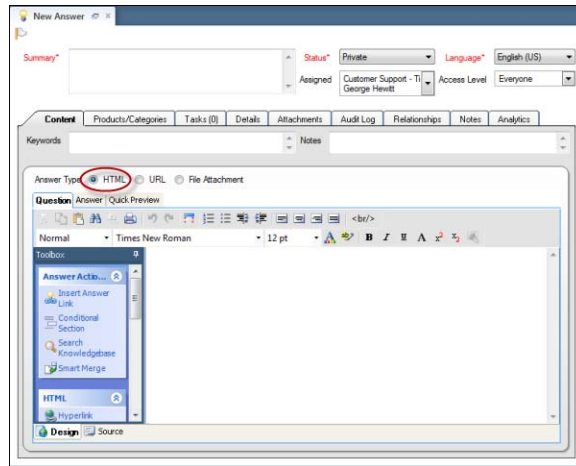 New Answer
Summary* Status* Private Language* English (US)
Assigned Customer Support - Ti Access Level Everyone
George Hewitt
Content Products/Categories Tasks (0) Details Attachments Audit Log Relationships Notes Analytics
Keywords Notes
Answer Type HTML URL File Attachment
Question Answer Quick Preview
<br/>
Normal Times New Roman 12 pt A B I U A x² x₂
Toolbox
Answer Actio...
Insert Answer
Link
Conditional
Section
Search
Knowledgebase
Smart Merge
HTML
Hyperlink
Design Source